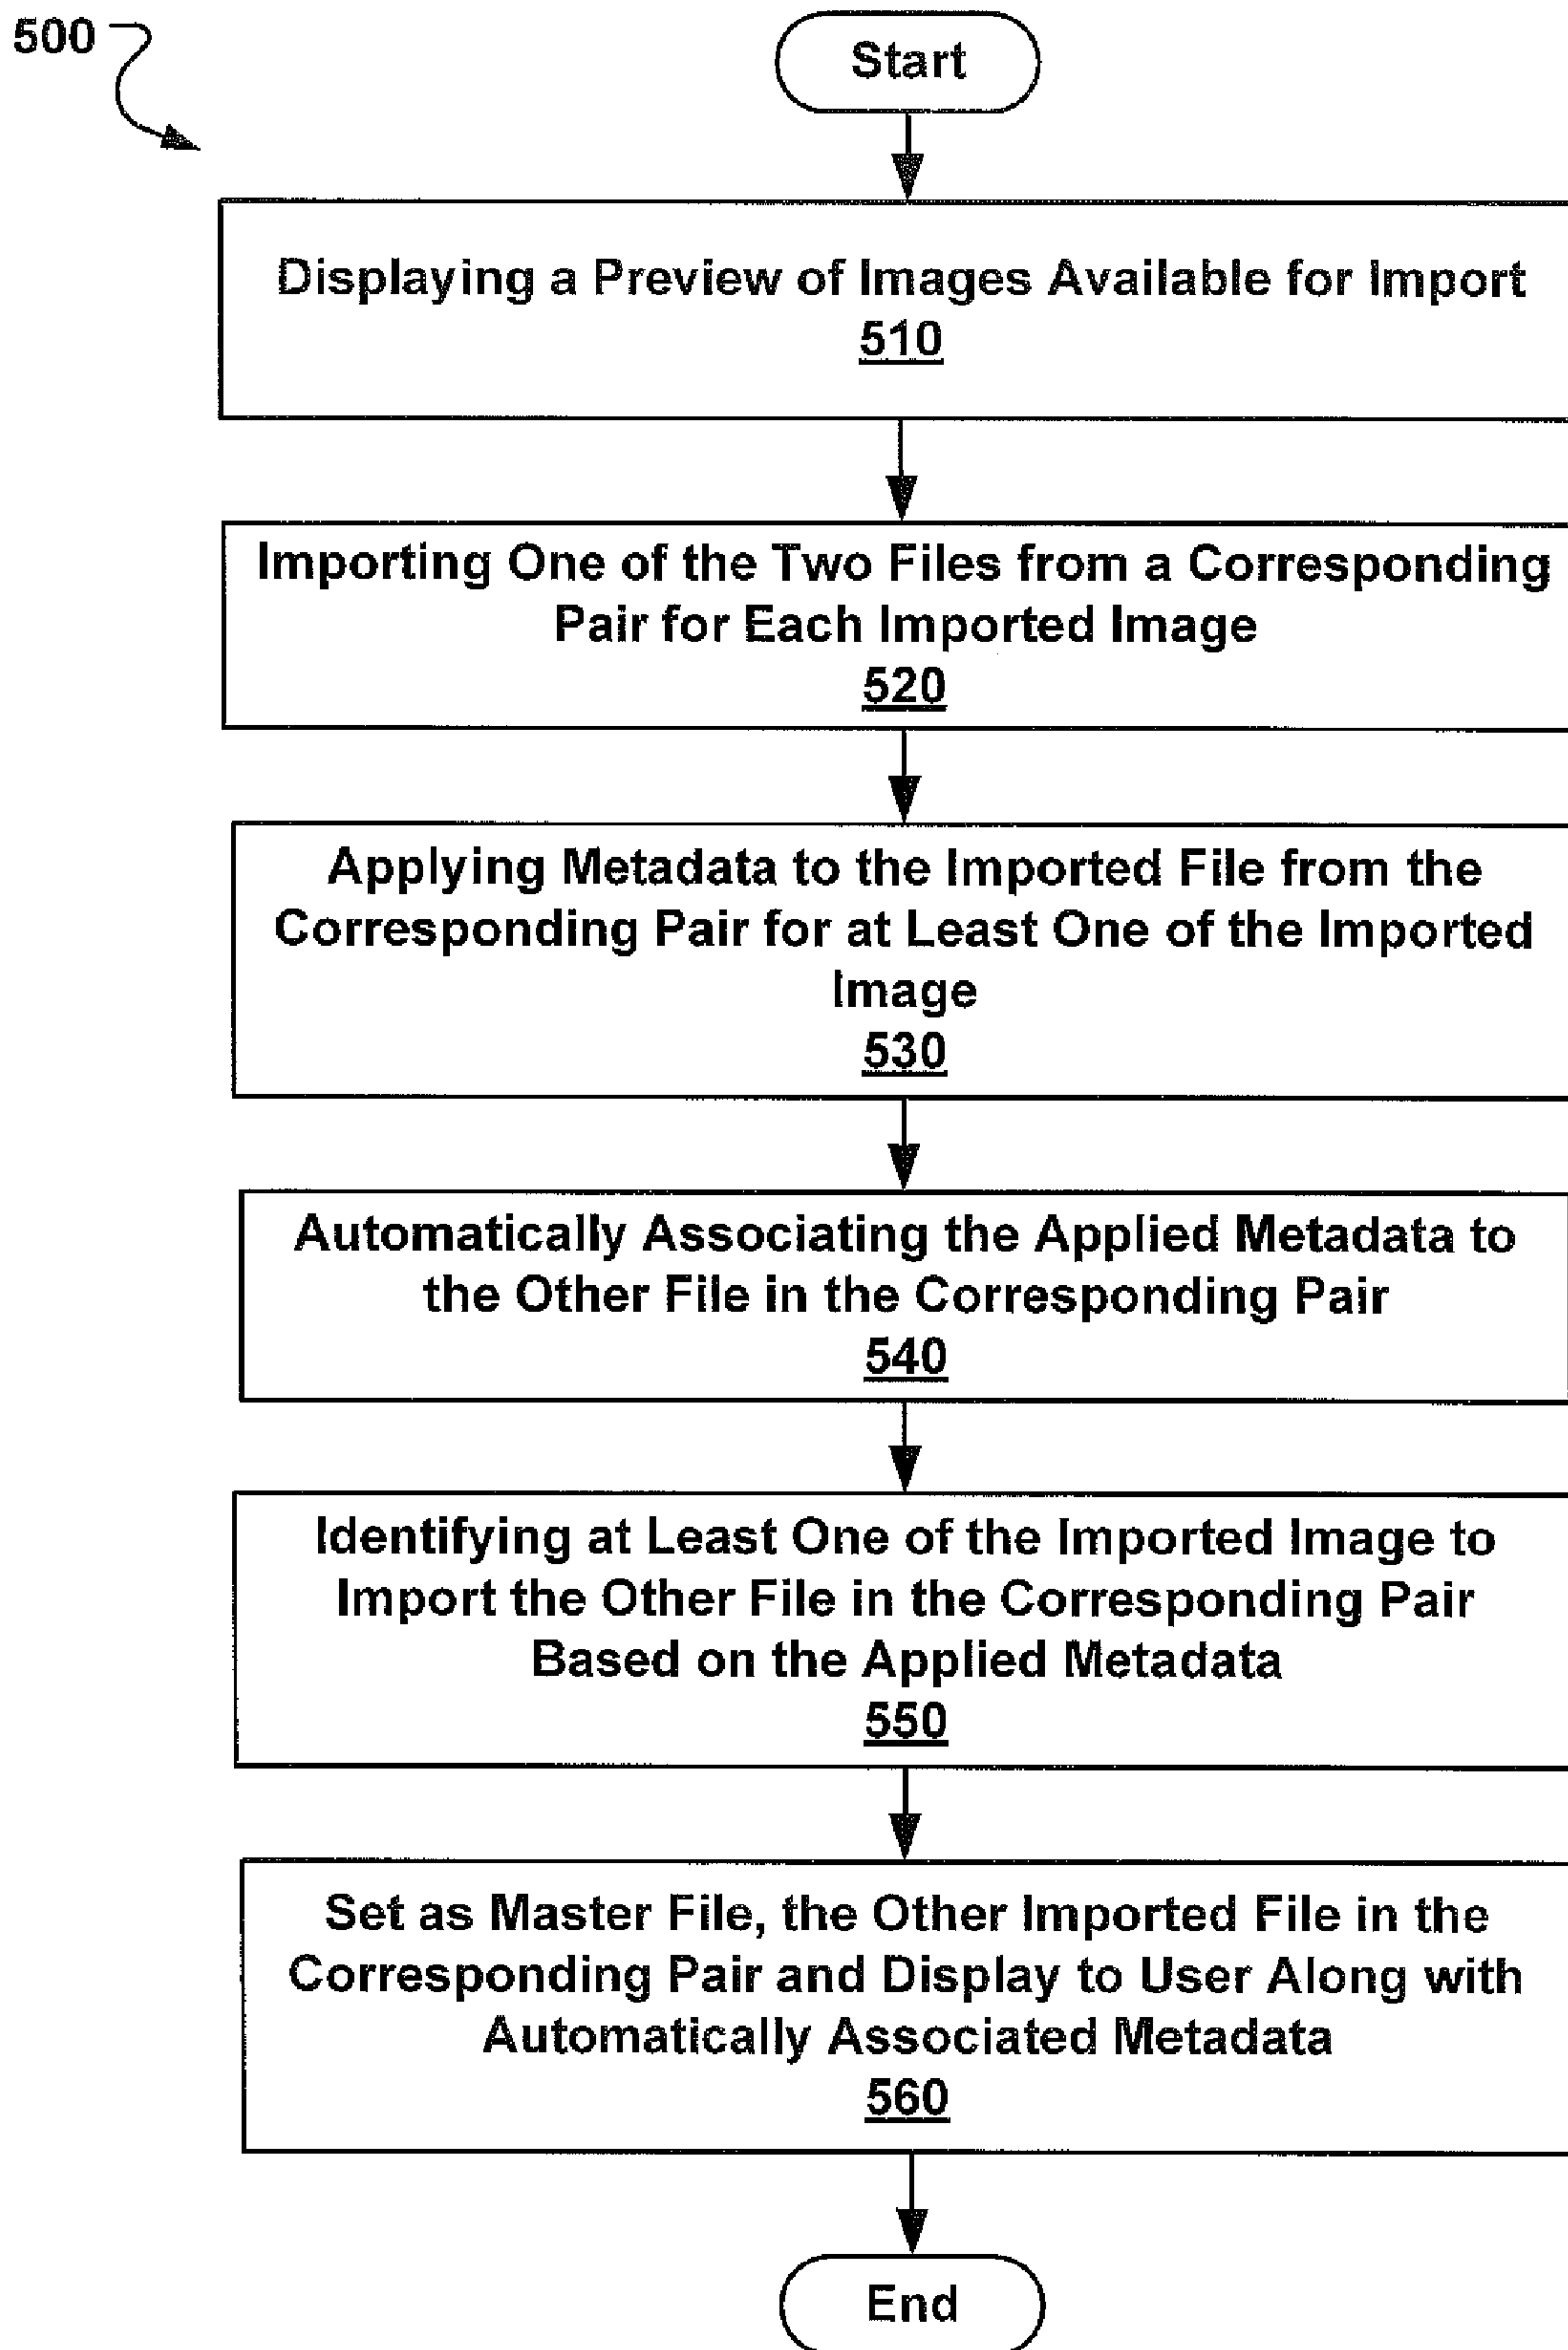 500
Start
Displaying a Preview of Images Available for Import
510
Importing One of the Two Files from a Corresponding
Pair for Each Imported Image
520
Applying Metadata to the Imported File from the
Corresponding Pair for at Least One of the Imported
Image
530
Automatically Associating the Applied Metadata to
the Other File in the Corresponding Pair
540
Identifying at Least One of the Imported Image to
Import the Other File in the Corresponding Pair
Based on the Applied Metadata
550
Set as Master File, the Other Imported File in the
Corresponding Pair and Display to User Along with
Automatically Associated Metadata
560
End